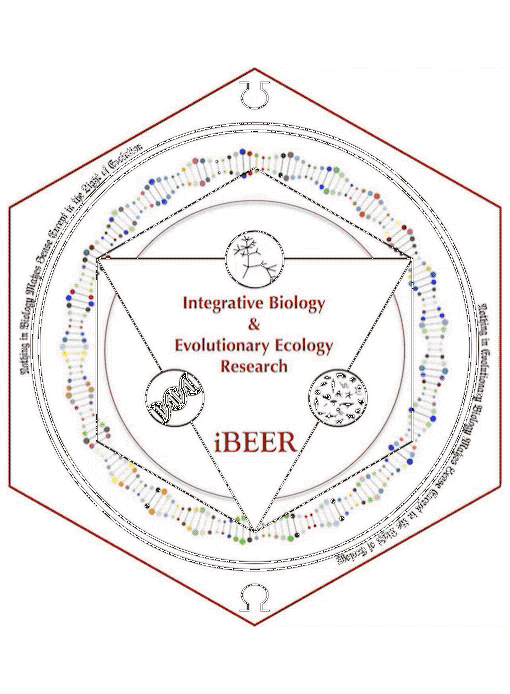 Ω
Nothing in Biology Makes Sense Except in the Light of Evolution
Integrative Biology
&
Evolutionary Ecology
Research
iBEER
Nothing in Evolutionary Biology Makes Sense Except in the Light of Ecology
Ω